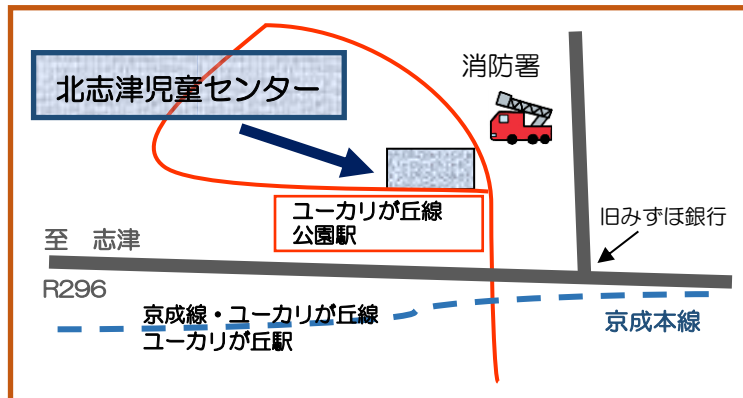 消防署
北志津児童センター
ユーカリが丘線
公園駅
旧みずほ銀行
至　志津
R296
京成線・ユーカリが丘線
ユーカリが丘駅
京成本線